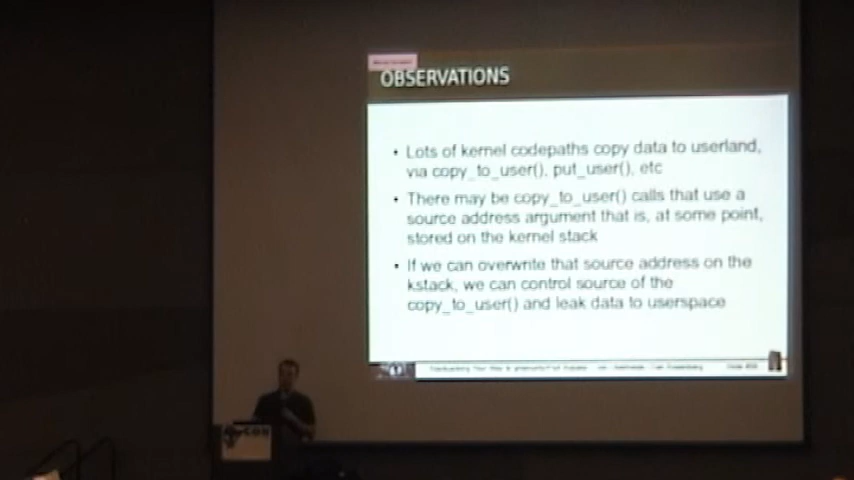 OBSERVATIONS
• Lots of kernel codepaths copy data to userland,
via copy_to_user(), put_user(), etc
• There may be copy_to_user() calls that use a
source address argument that is, at some point,
stored on the kernel stack
• If we can overwrite that source address on the
kstack, we can control source of the
copy_to_user() and leak data to userspace